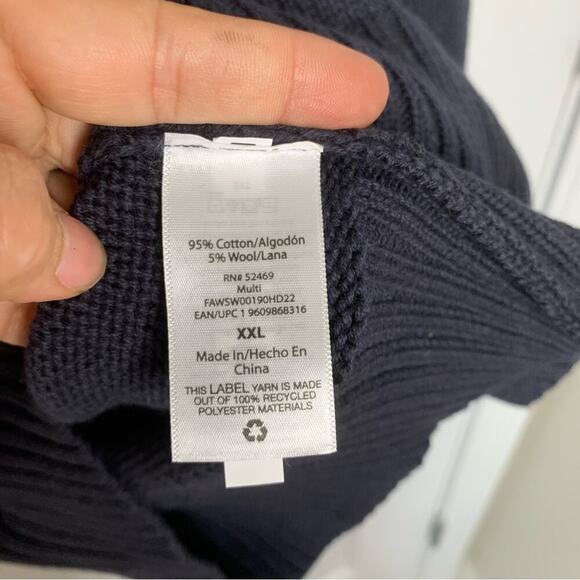 95% Cotton/Algodón
5% Wool/Lana
RN# 52469
Multi
FAWSW00190HD22
EAN/UPC 1 9609868316
XXL
Made In/Hecho En
China
THIS LABEL YARN IS MADE
OUT OF 100% RECYCLED
POLYESTER MATERIALS